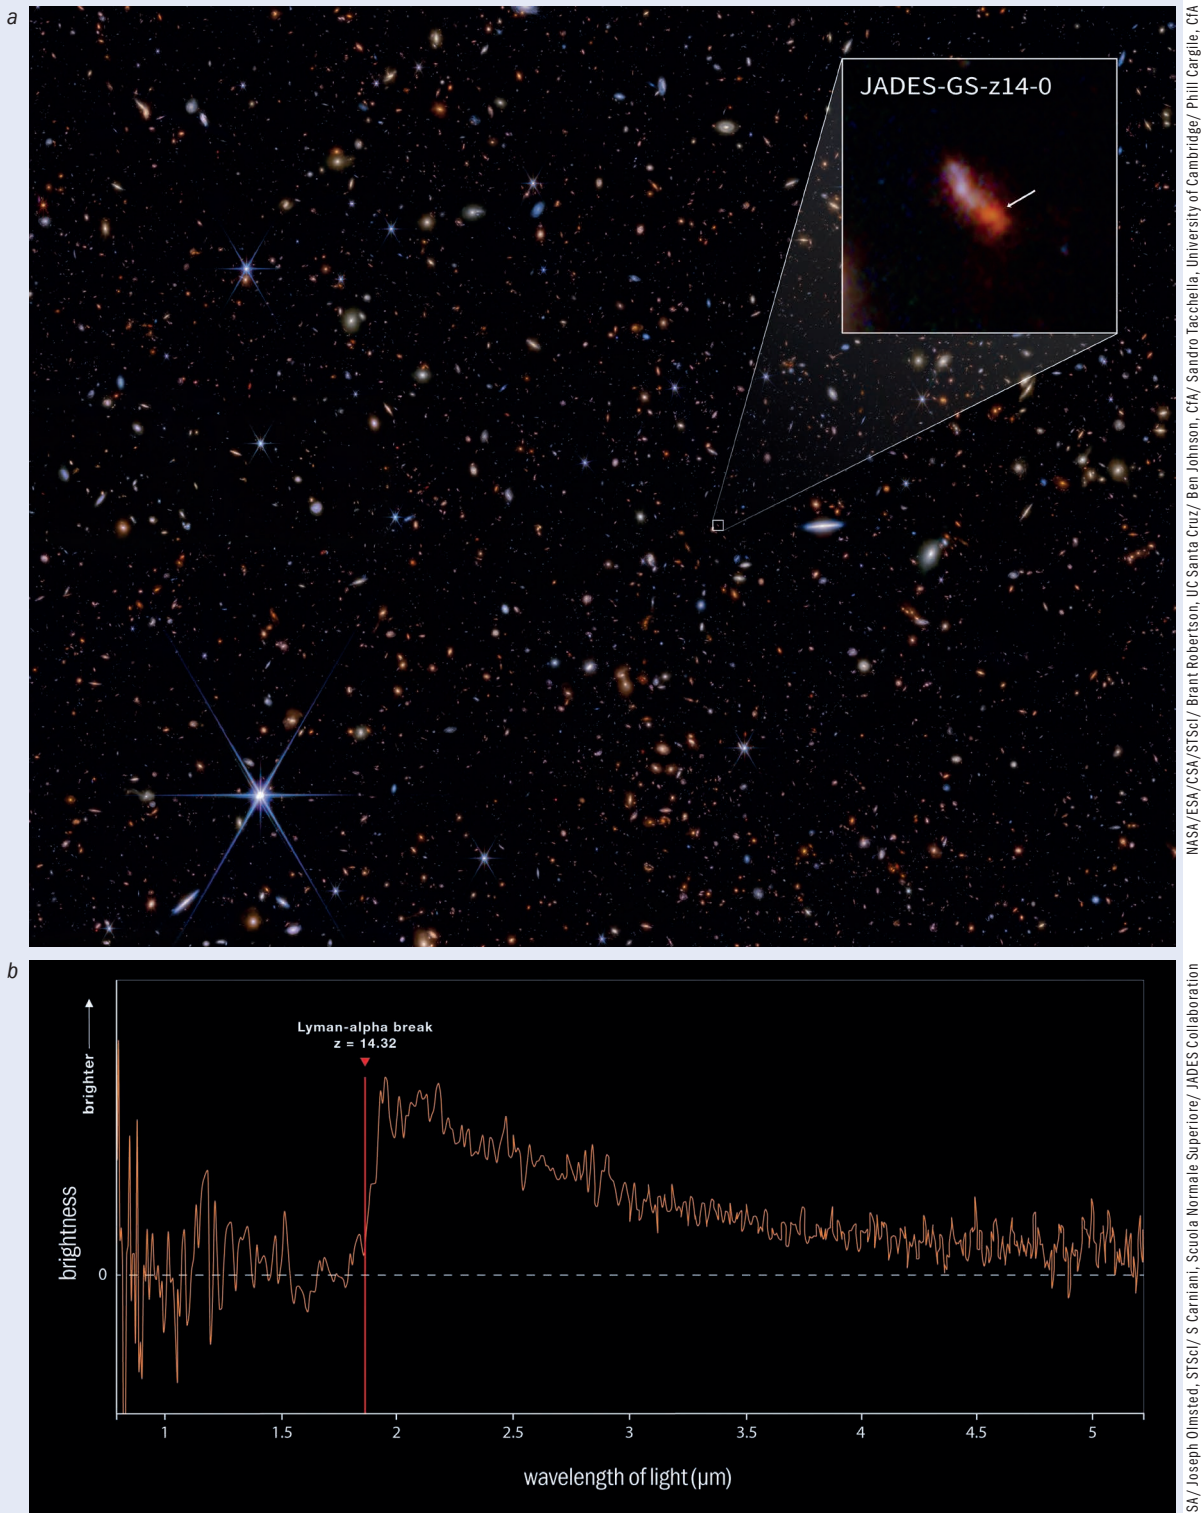 a
JADES-GS-z14-0
NASA/ESA/CSA/STScI/ Brant Robertson, UC Santa Cruz/ Ben Johnson, CfA/ Sandro Tacchella, University of Cambridge/ Phill Cargile, CfA
b
brighter
Lyman-alpha break
z = 14.32
brightness
0
1 1.5 2 2.5 3 3.5 4 4.5 5
wavelength of light (µm)
SA/ Joseph Olmsted, STScI/ S Carniani, Scuola Normale Superiore/ JADES Collaboration